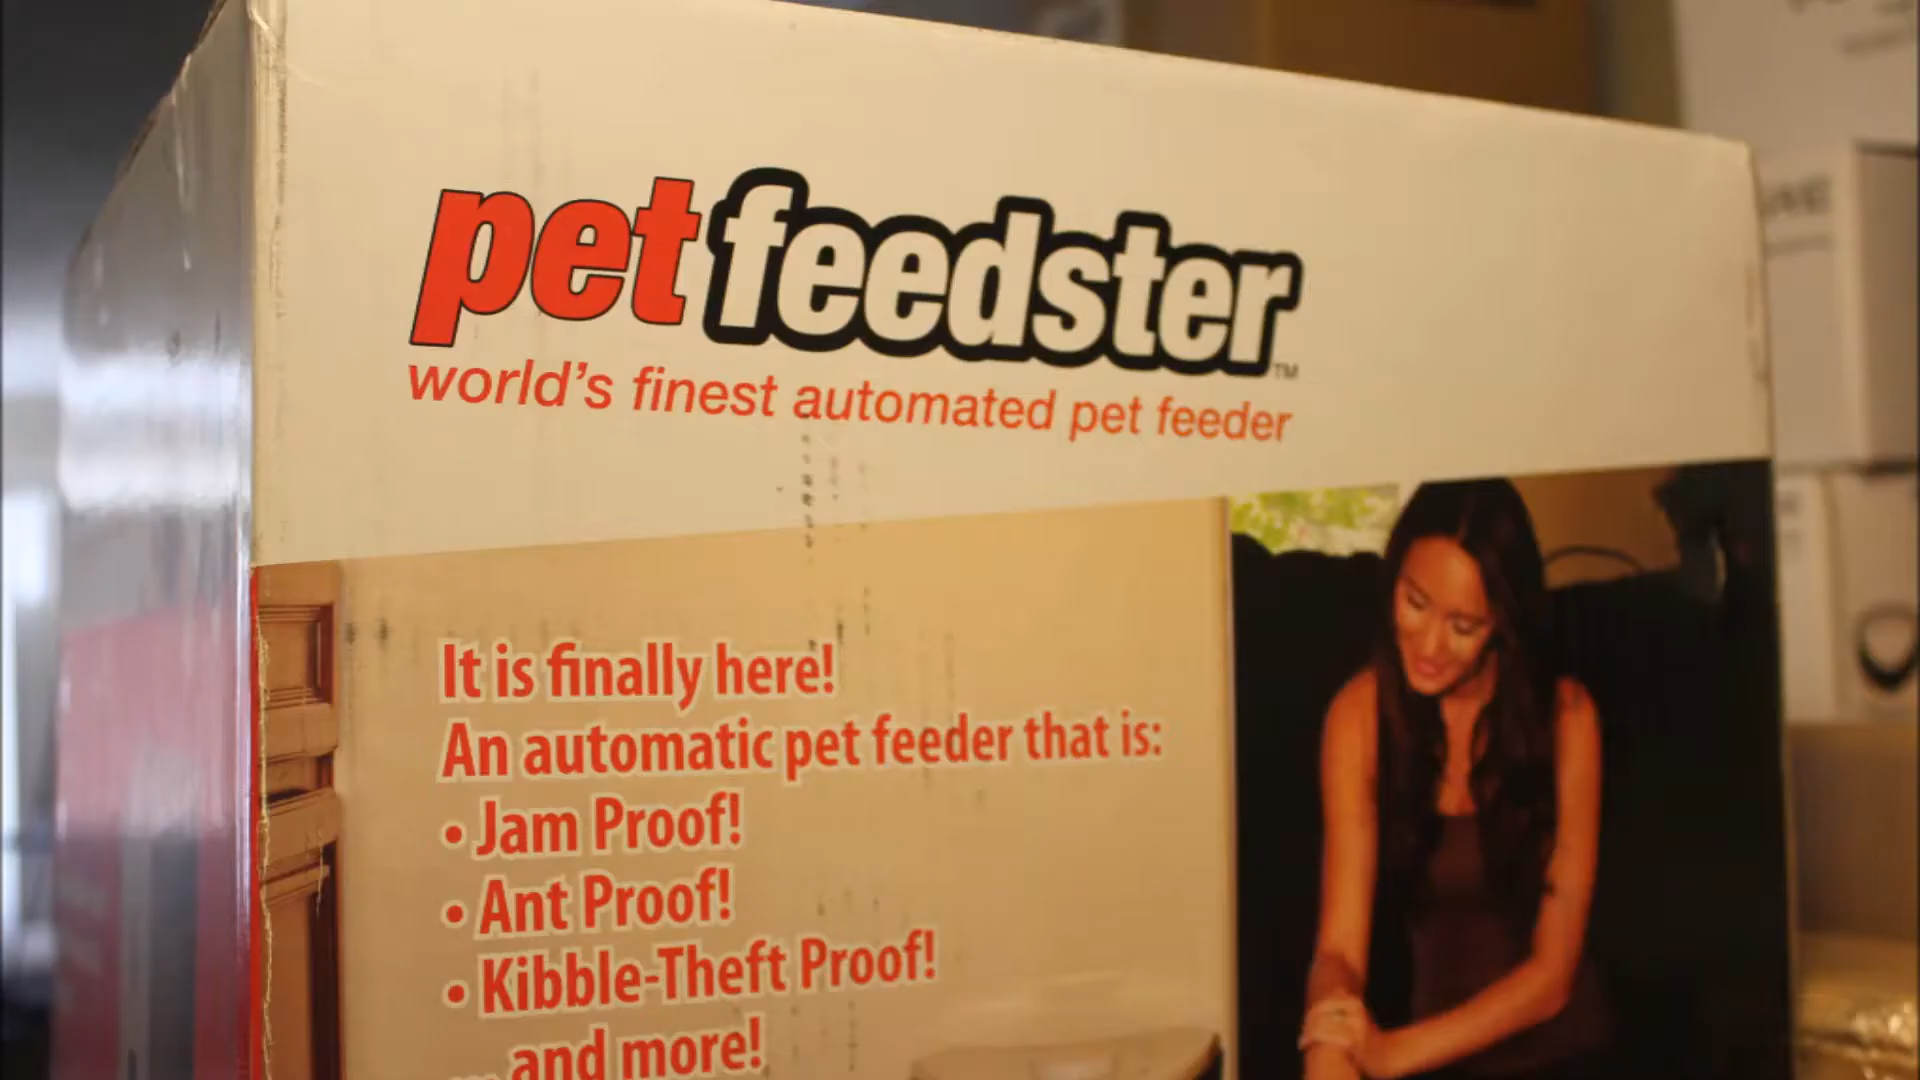 petfeedster™
world's finest automated pet feeder
It is finally here!
An automatic pet feeder that is:
• Jam Proof!
• Ant Proof!
• Kibble-Theft Proof!
... and more!